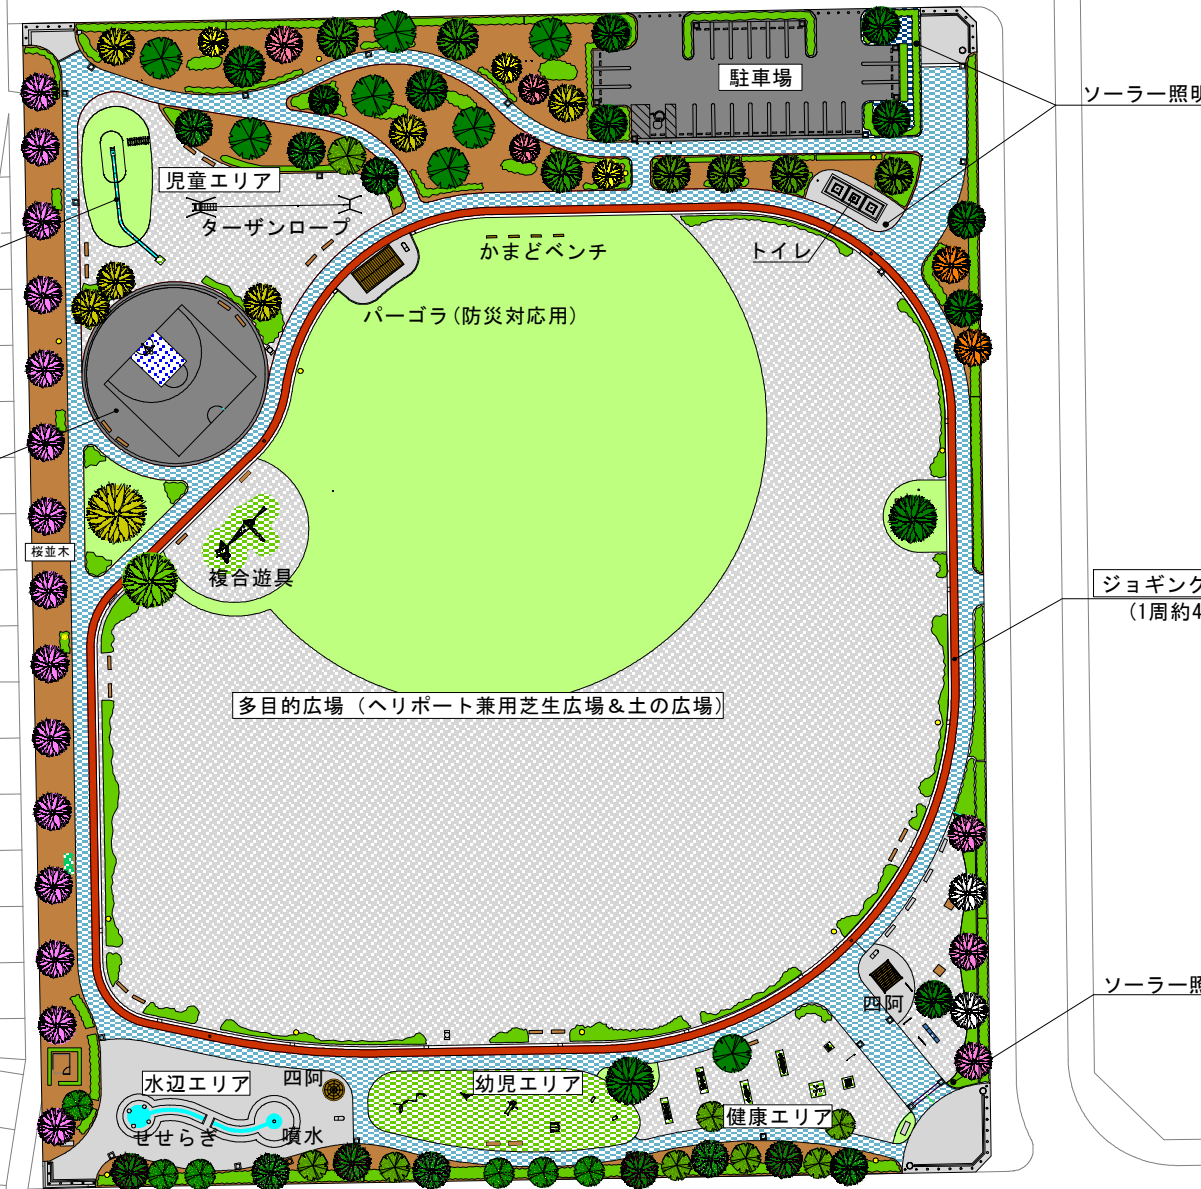 駐車場
ソーラー照明
児童エリア
ターザンロープ
かまどベンチ
トイレ
パーゴラ(防災対応用)
桜並木
複合遊具
ジョギング
(1周約4
多目的広場(ヘリポート兼用芝生広場&土の広場)
四阿
ソーラー照
水辺エリア
四阿
幼児エリア
健康エリア
せせらぎ
噴水